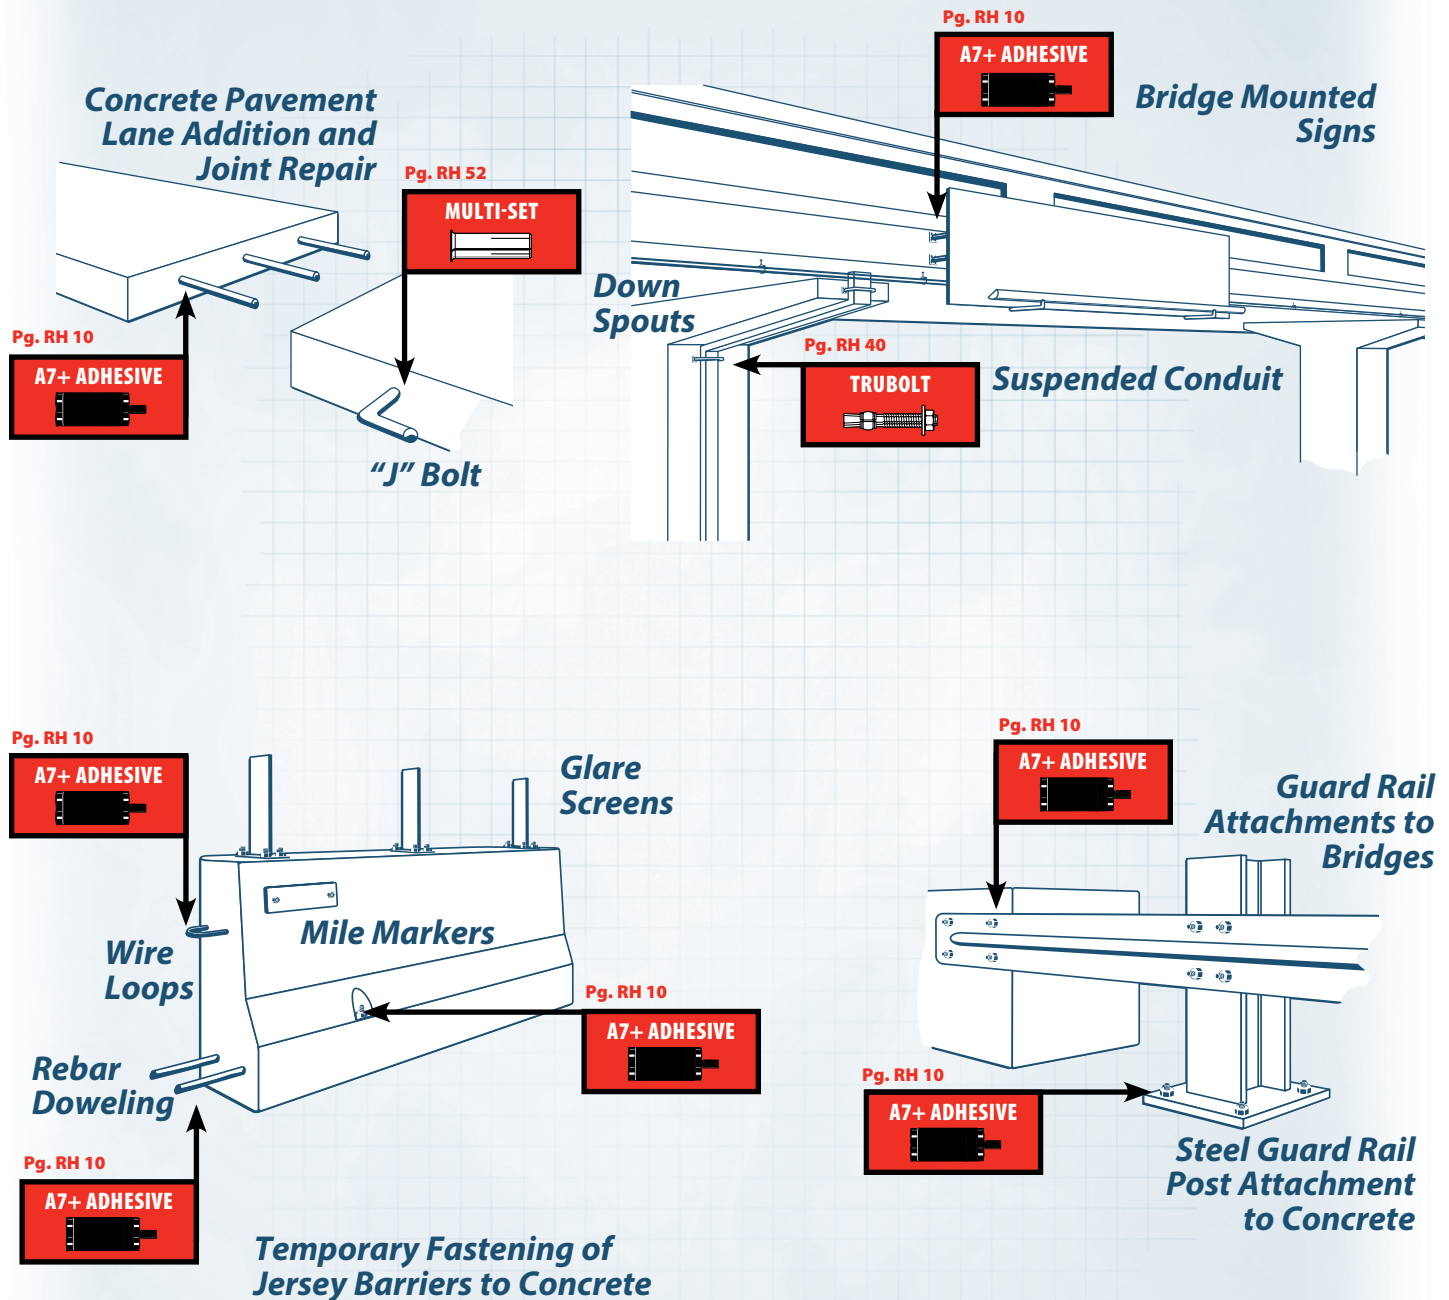 Pg. RH 10
A7+ ADHESIVE
Bridge Mounted
Signs
Concrete Pavement
Lane Addition and
Joint Repair
Pg. RH 52
MULTI-SET
Down
Spouts
Pg. RH 10
A7+ ADHESIVE
Pg. RH 40
TRUBOLT
Suspended Conduit
“J” Bolt
Pg. RH 10
A7+ ADHESIVE
Glare
Screens
Mile Markers
Wire
Loops
Pg. RH 10
A7+ ADHESIVE
Rebar
Doweling
Pg. RH 10
A7+ ADHESIVE
Temporary Fastening of
Jersey Barriers to Concrete
Pg. RH 10
A7+ ADHESIVE
Guard Rail
Attachments to
Bridges
Pg. RH 10
A7+ ADHESIVE
Steel Guard Rail
Post Attachment
to Concrete